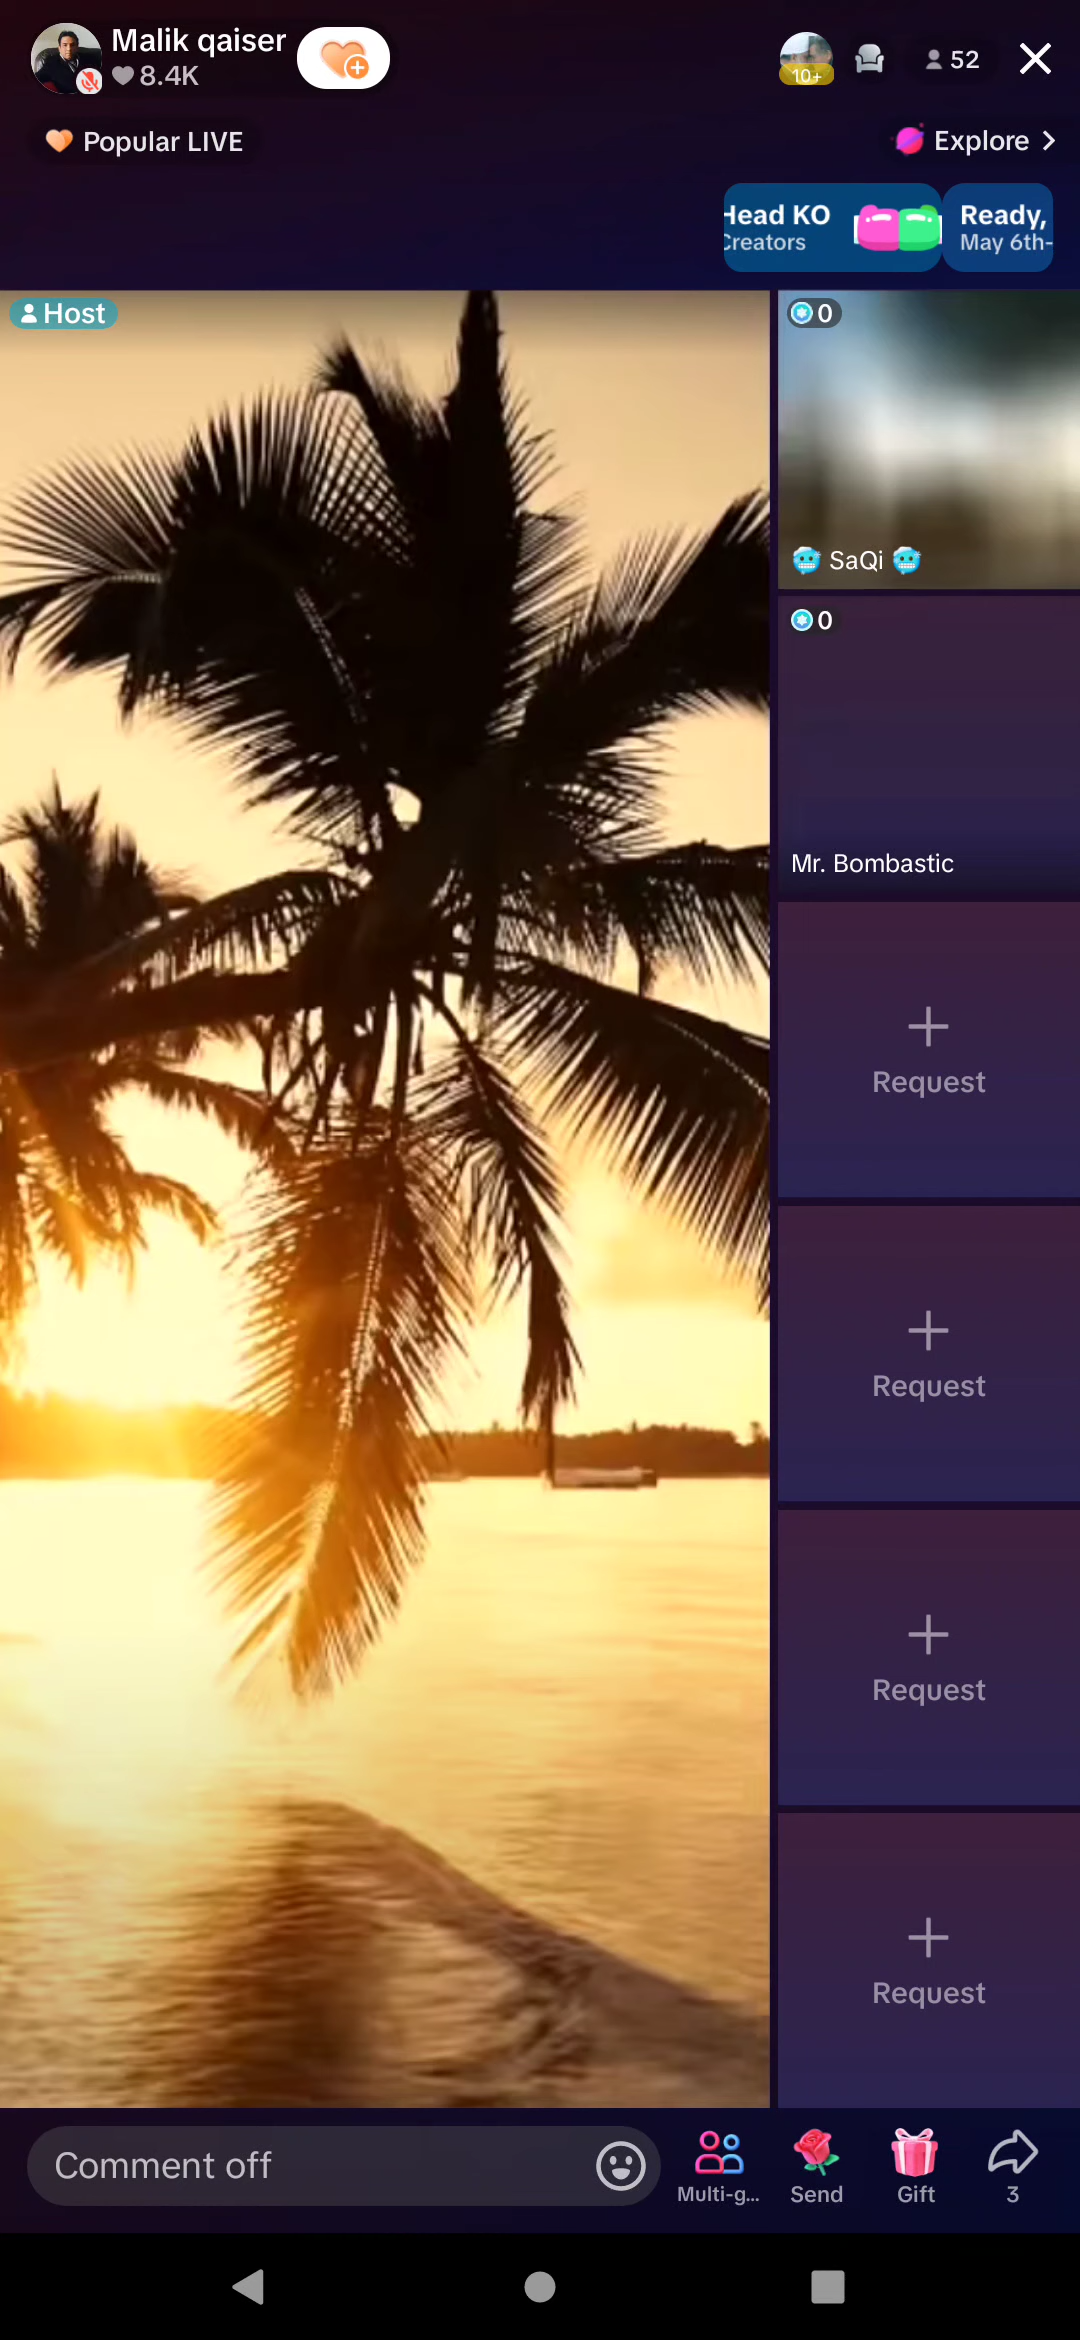 Malik qaiser
8.4K
10+
52
Popular LIVE
Explore
Head KO
Creators
Ready,
May 6th-
Host
0
🥶 SaQi 🥶
0
Mr. Bombastic
Request
Request
Request
Request
Comment off
Multi-g...
Send
Gift
3